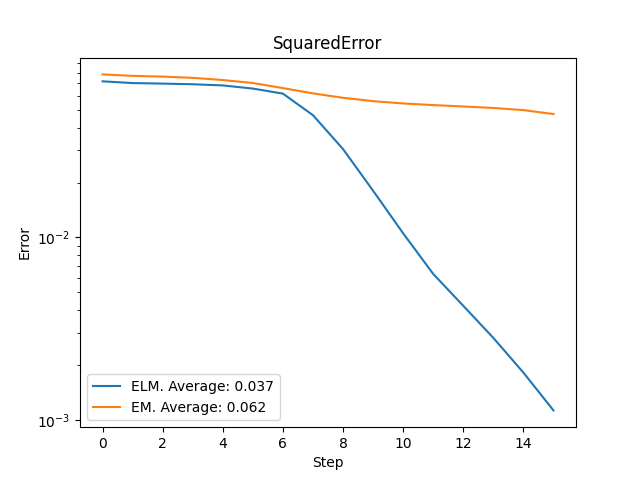 SquaredError
Error
10⁻²
10⁻³
ELM. Average: 0.037
EM. Average: 0.062
0 2 4 6 8 10 12 14
Step